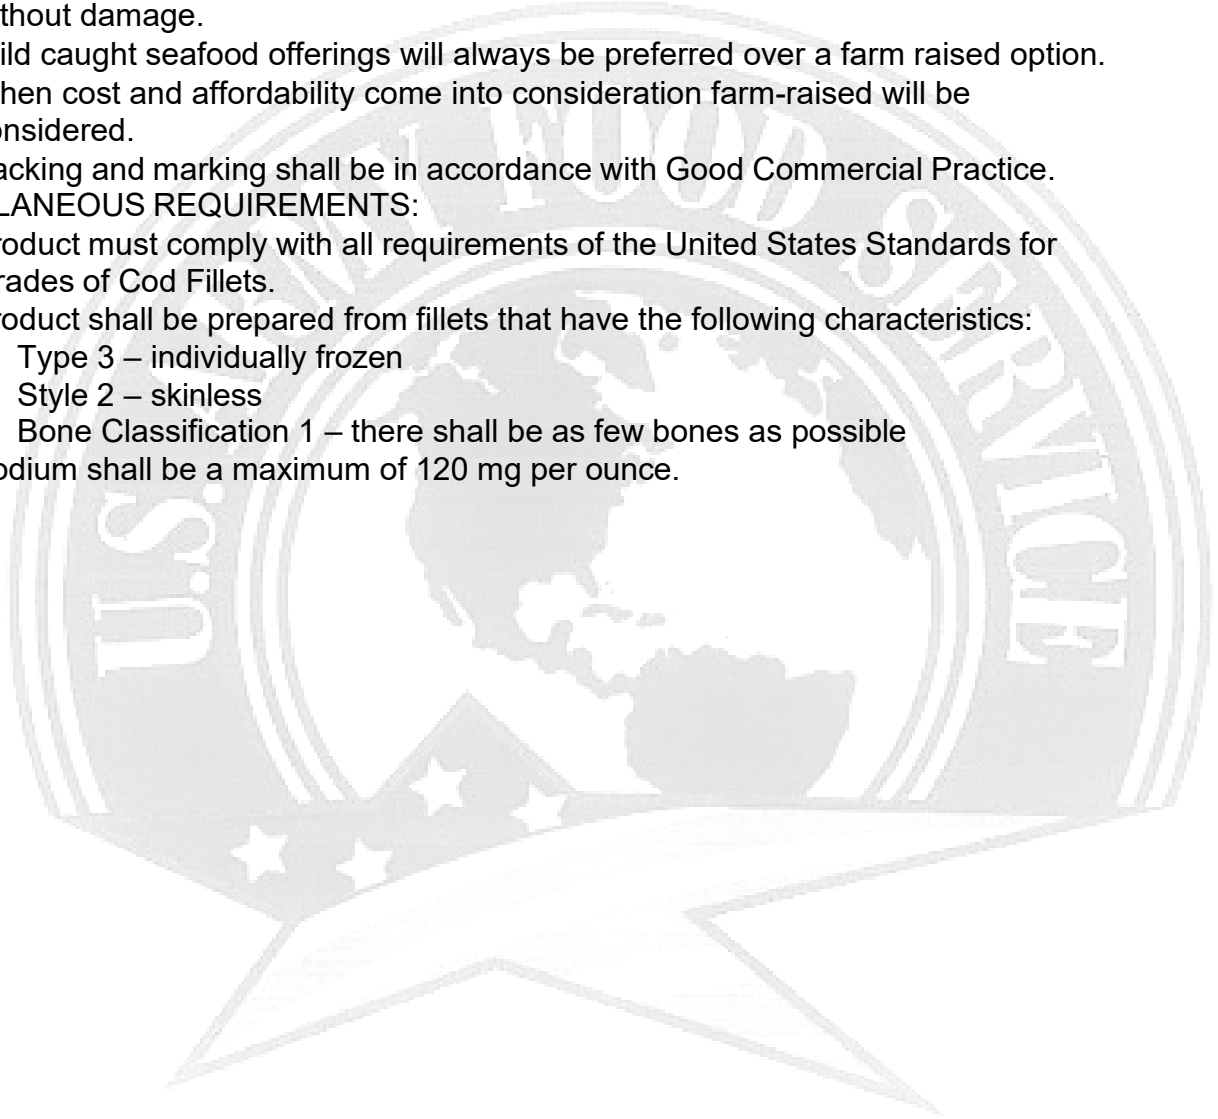 thout damage.
ild caught seafood offerings will always be preferred over a farm raised option.
hen cost and affordability come into consideration farm-raised will be
onsidered.
acking and marking shall be in accordance with Good Commercial Practice.
LANEOUS REQUIREMENTS:
roduct must comply with all requirements of the United States Standards for
rades of Cod Fillets.
roduct shall be prepared from fillets that have the following characteristics:
Type 3 – individually frozen
Style 2 – skinless
Bone Classification 1 – there shall be as few bones as possible
odium shall be a maximum of 120 mg per ounce.
U.S. ARMY FOOD SERVICE